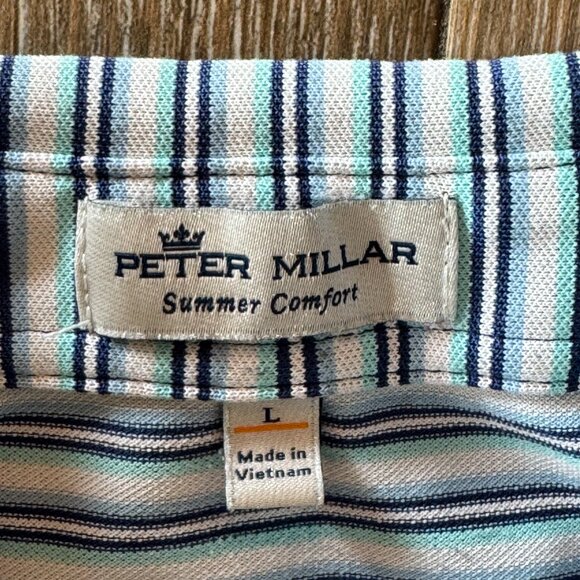 PETER MILLAR
Summer Comfort
L
Made in
Vietnam